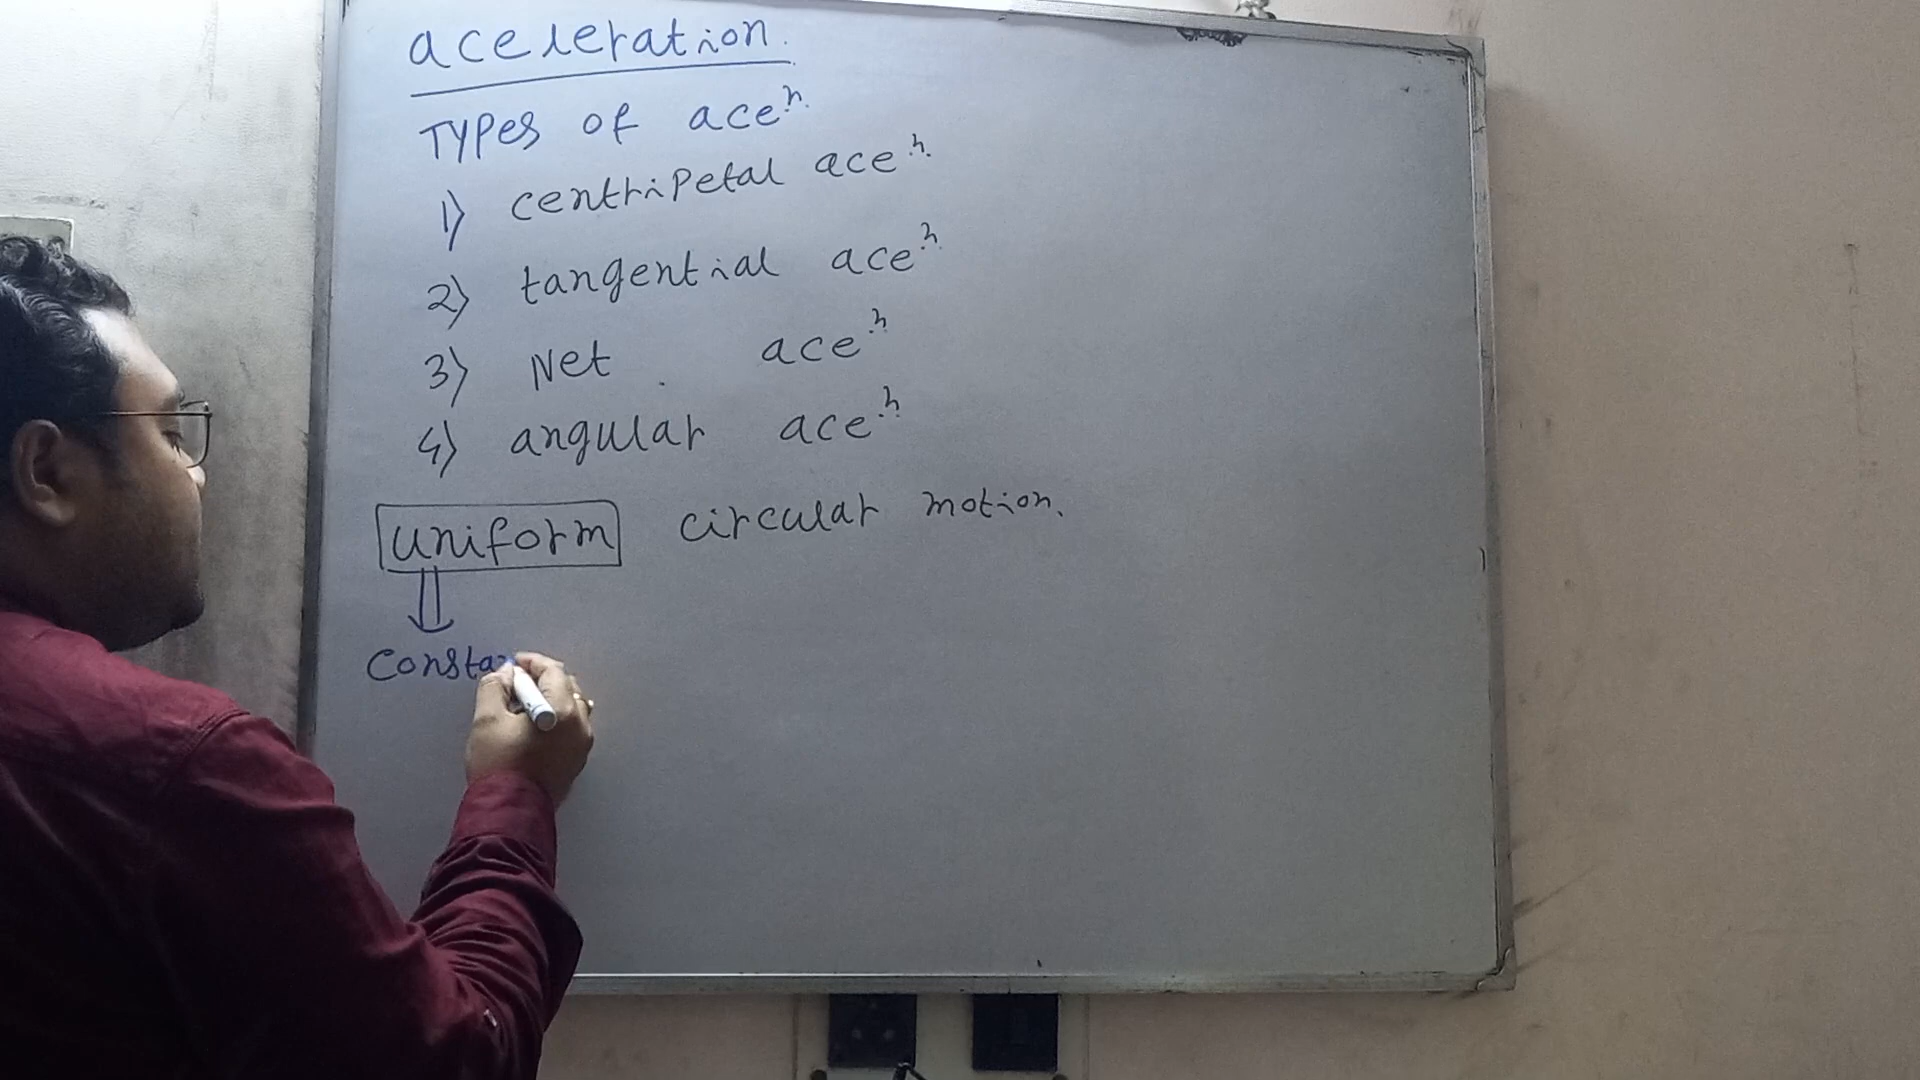 aceleration.
Types of aceⁿ.
1) centripetal aceⁿ.
2) tangential aceⁿ.
3) Net aceⁿ.
4) angular aceⁿ.
uniform circular motion.
Consta